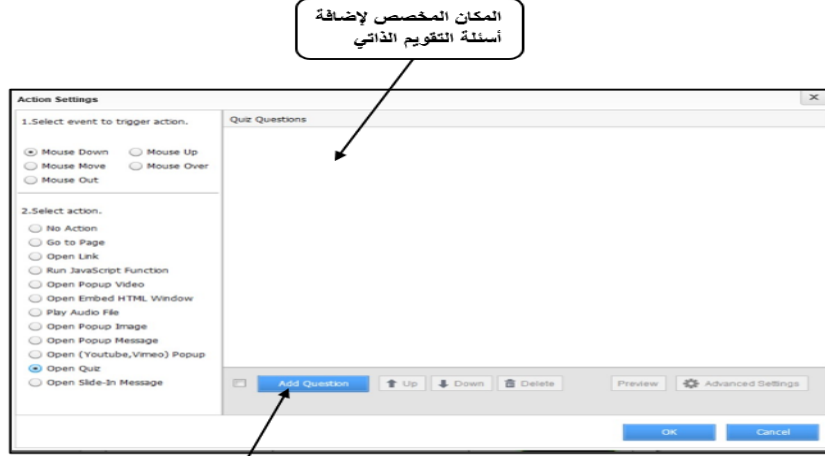 المكان المخصص لإضافة
أسئلة التقويم الذاتي
Action Settings
1.Select event to trigger action.
Mouse Down Mouse Up
Mouse Move Mouse Over
Mouse Out
2.Select action.
No Action
Go to Page
Open Link
Run JavaScript Function
Open Popup Video
Open Embed HTML Window
Play Audio File
Open Popup Image
Open Popup Message
Open (Youtube,Vimeo) Popup
Open Quiz
Open Slide-In Message
Quiz Questions
Add Question Up Down Delete Preview Advanced Settings
OK Cancel